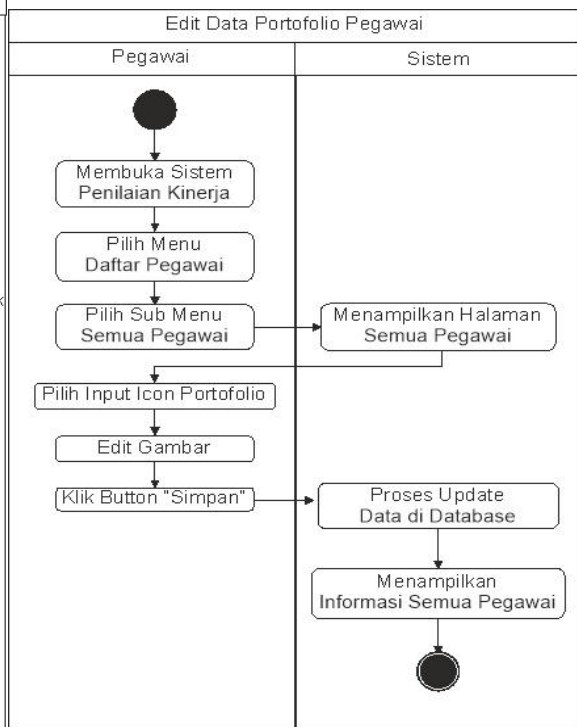 Edit Data Portofolio Pegawai
Pegawai
Sistem
Membuka Sistem
Penilaian Kinerja
Pilih Menu
Daftar Pegawai
Pilih Sub Menu
Semua Pegawai
Menampilkan Halaman
Semua Pegawai
Pilih Input Icon Portofolio
Edit Gambar
Klik Button "Simpan"
Proses Update
Data di Database
Menampilkan
Informasi Semua Pegawai